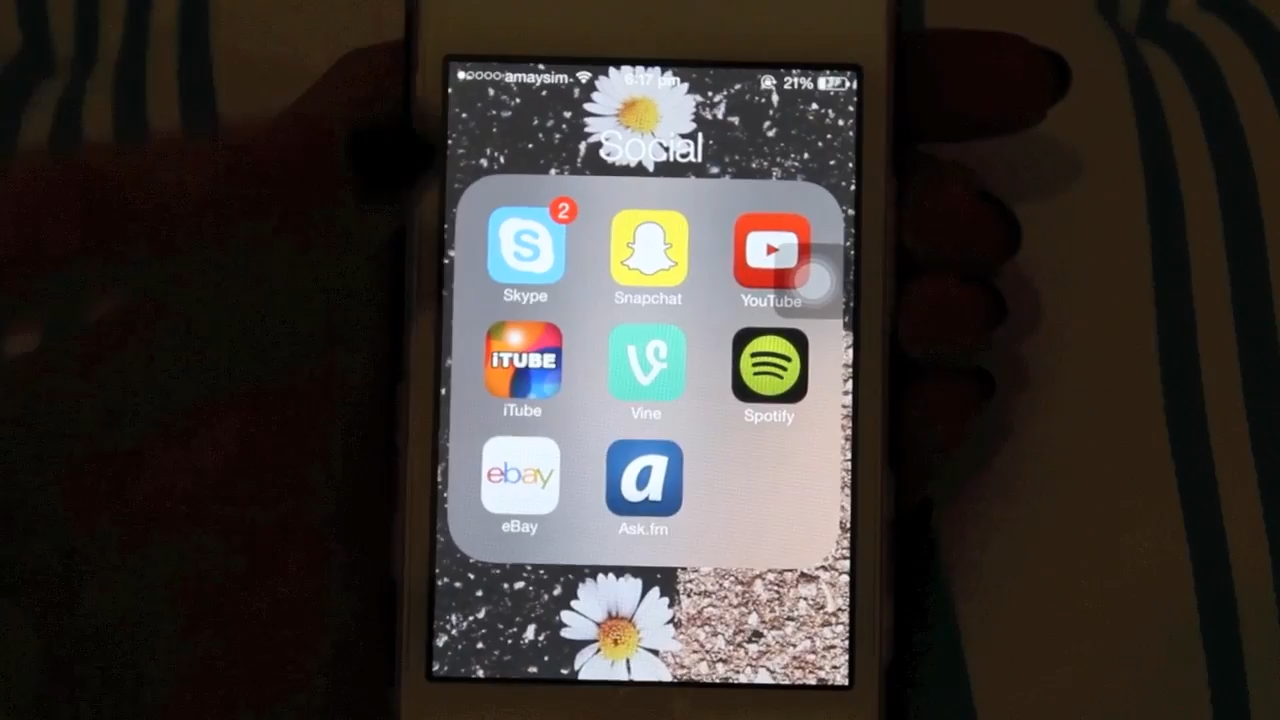 amaysim 6:17 pm 21%
Social
2
S
Skype Snapchat YouTube
iTUBE
iTube Vine Spotify
ebay a
eBay Ask.fm